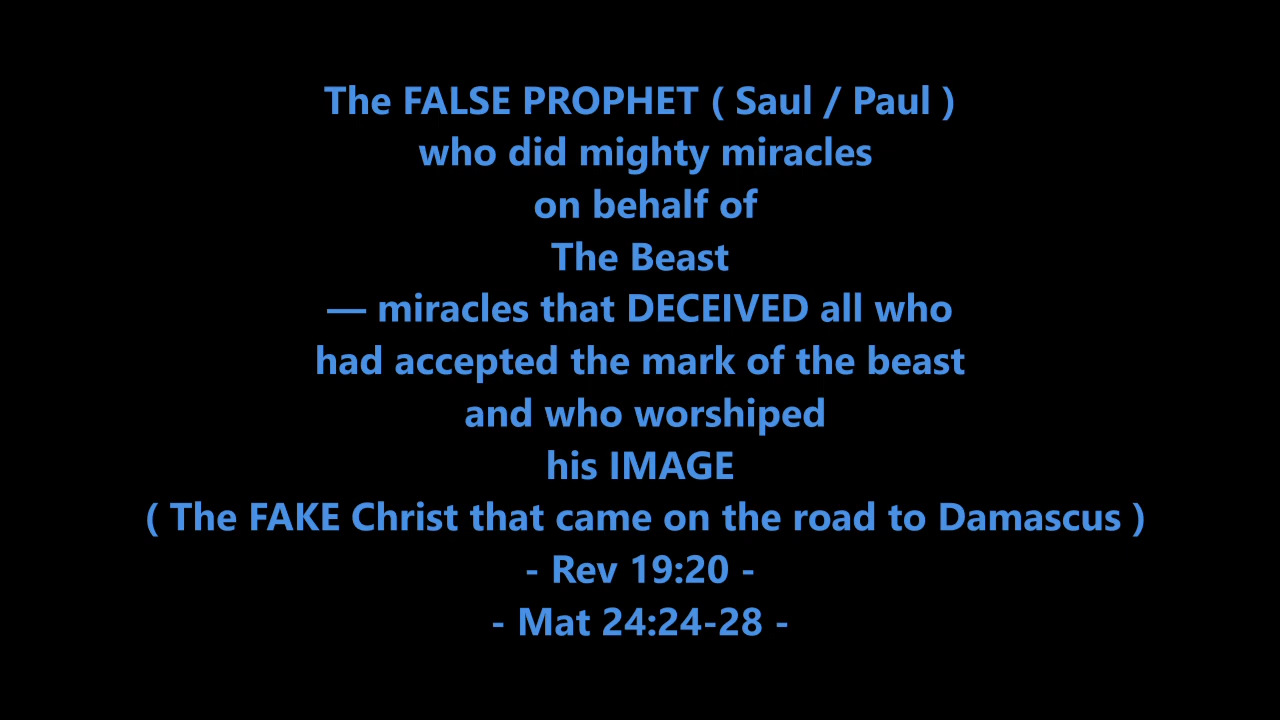 The FALSE PROPHET ( Saul / Paul )
who did mighty miracles
on behalf of
The Beast
— miracles that DECEIVED all who
had accepted the mark of the beast
and who worshiped
his IMAGE
( The FAKE Christ that came on the road to Damascus )
- Rev 19:20 -
- Mat 24:24-28 -